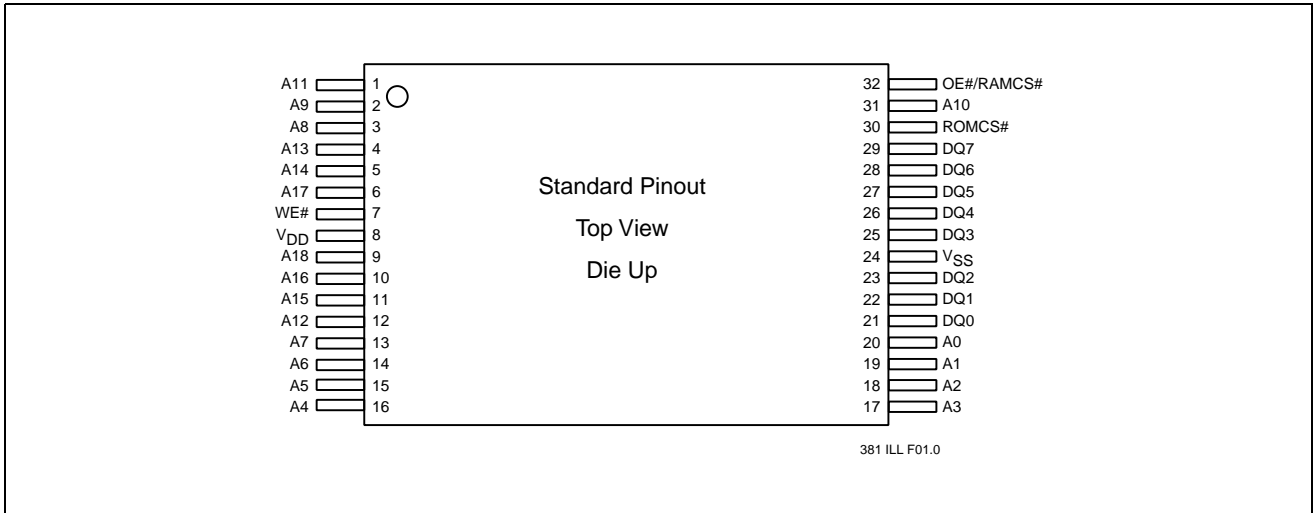 A11 1 32 OE#/RAMCS#
A9 2 31 A10
A8 3 30 ROMCS#
A13 4 29 DQ7
A14 5 28 DQ6
A17 6 27 DQ5
WE# 7 26 DQ4
VDD 8 25 DQ3
A18 9 24 VSS
A16 10 23 DQ2
A15 11 22 DQ1
A12 12 21 DQ0
A7 13 20 A0
A6 14 19 A1
A5 15 18 A2
A4 16 17 A3
Standard Pinout
Top View
Die Up
381 ILL F01.0